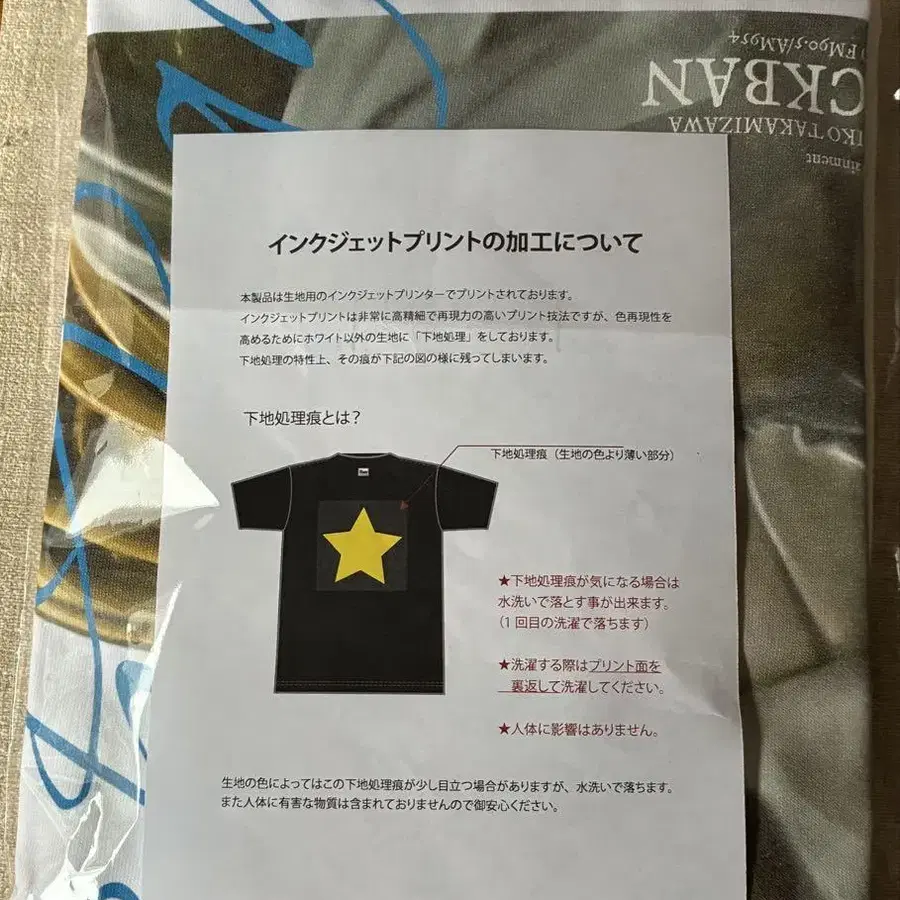 FM90.5/AM954
CKBAN
IKO TAKAMIZAWA
ainment
インクジェットプリントの加工について
本製品は生地用のインクジェットプリンターでプリントされております。
インクジェットプリントは非常に高精細で再現力の高いプリント技法ですが、色再現性を
高めるためにホワイト以外の生地に「下地処理」をしております。
下地処理の特性上、その痕が下記の図の様に残ってしまいます。
下地処理痕とは？
下地処理痕（生地の色より薄い部分）
★下地処理痕が気になる場合は
水洗いで落とす事が出来ます。
（1回目の洗濯で落ちます）
★洗濯する際はプリント面を
裏返して洗濯してください。
★人体に影響はありません。
生地の色によってはこの下地処理痕が少し目立つ場合がありますが、水洗いで落ちます。
また人体に有害な物質は含まれておりませんので御安心ください。